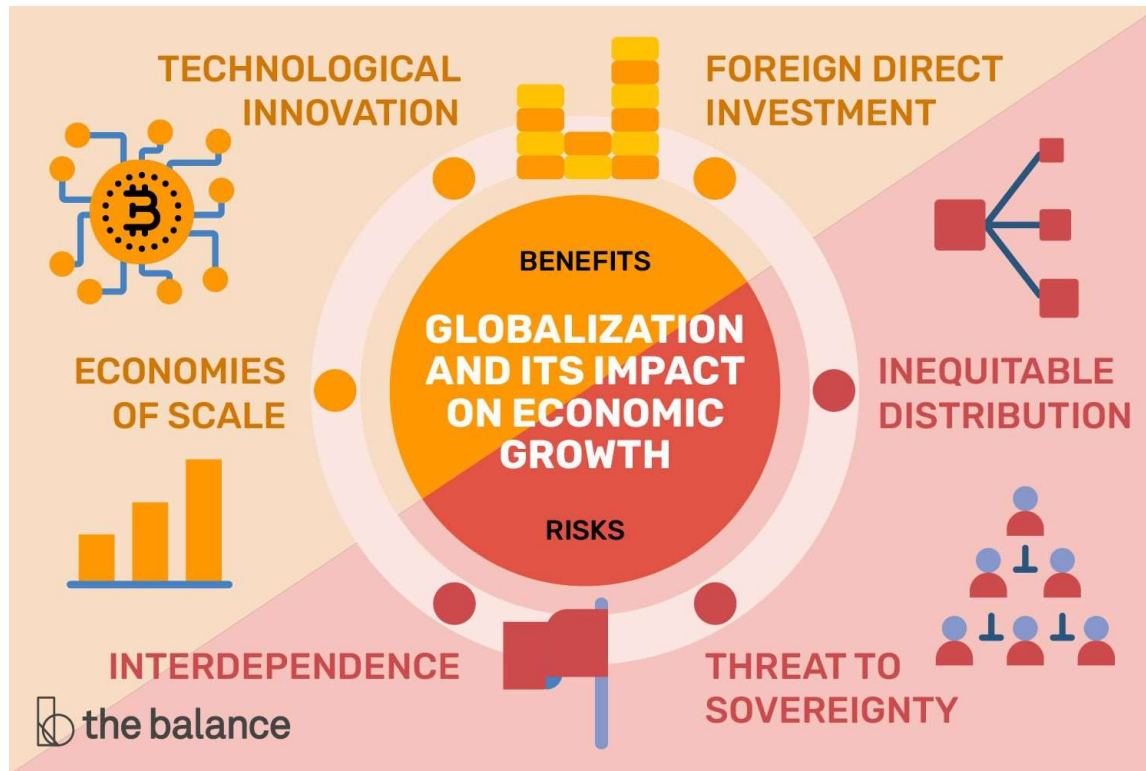 TECHNOLOGICAL
INNOVATION
FOREIGN DIRECT
INVESTMENT
BENEFITS
GLOBALIZATION
AND ITS IMPACT
ON ECONOMIC
GROWTH
RISKS
ECONOMIES
OF SCALE
INEQUITABLE
DISTRIBUTION
INTERDEPENDENCE
THREAT TO
SOVEREIGNTY
the balance